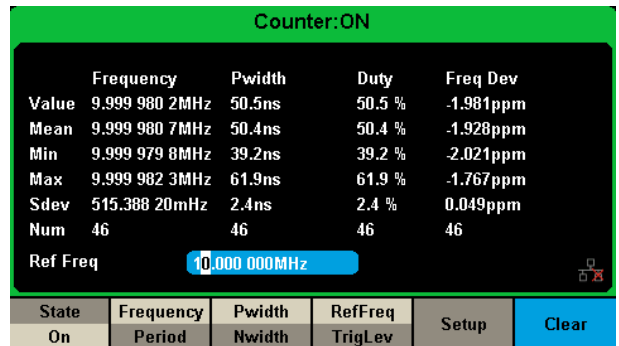 Counter:ON
Frequency Pwidth Duty Freq Dev
Value 9.999 980 2MHz 50.5ns 50.5 % -1.981ppm
Mean 9.999 980 7MHz 50.4ns 50.4 % -1.928ppm
Min 9.999 979 8MHz 39.2ns 39.2 % -2.021ppm
Max 9.999 982 3MHz 61.9ns 61.9 % -1.767ppm
Sdev 515.388 20mHz 2.4ns 2.4 % 0.049ppm
Num 46 46 46 46
Ref Freq 10.000 000MHz
State Frequency Pwidth RefFreq Setup Clear
On Period Nwidth TrigLev